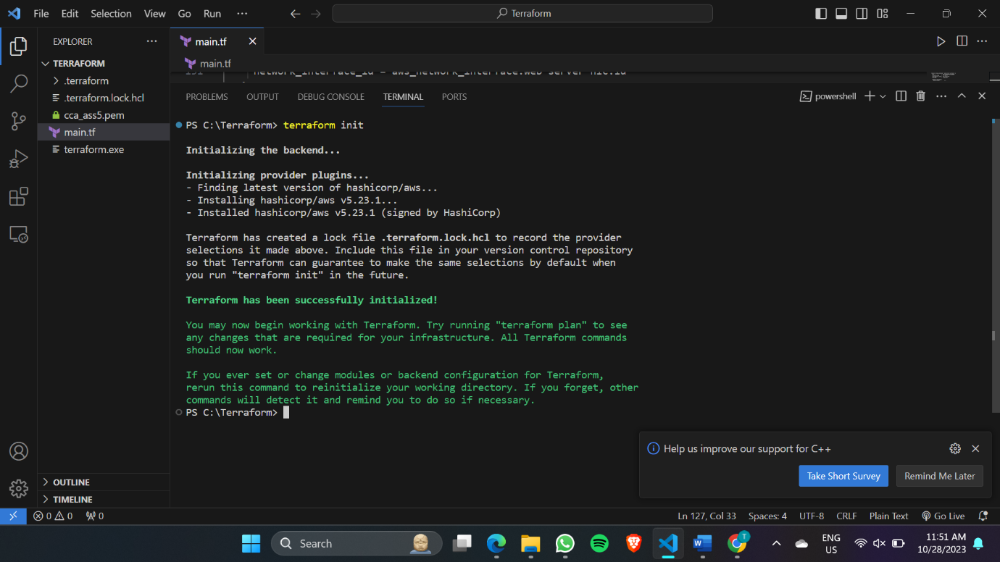 File Edit Selection View Go Run ...
Terraform
EXPLORER
main.tf
TERRAFORM
.terraform
.terraform.lock.hcl
cca_ass5.pem
main.tf
terraform.exe
OUTLINE
TIMELINE
main.tf
network_interface_id = aws_network_interface.web-server-nic.id
PROBLEMS OUTPUT DEBUG CONSOLE TERMINAL PORTS
powershell
PS C:\Terraform> terraform init
Initializing the backend...
Initializing provider plugins...
- Finding latest version of hashicorp/aws...
- Installing hashicorp/aws v5.23.1...
- Installed hashicorp/aws v5.23.1 (signed by HashiCorp)
Terraform has created a lock file .terraform.lock.hcl to record the provider
selections it made above. Include this file in your version control repository
so that Terraform can guarantee to make the same selections by default when
you run "terraform init" in the future.
Terraform has been successfully initialized!
You may now begin working with Terraform. Try running "terraform plan" to see
any changes that are required for your infrastructure. All Terraform commands
should now work.
If you ever set or change modules or backend configuration for Terraform,
rerun this command to reinitialize your working directory. If you forget, other
commands will detect it and remind you to do so if necessary.
PS C:\Terraform>
Help us improve our support for C++
Take Short Survey Remind Me Later
0 0 0
Ln 127, Col 33 Spaces: 4 UTF-8 CRLF Plain Text Go Live
Search
ENG
US
11:51 AM
10/28/2023